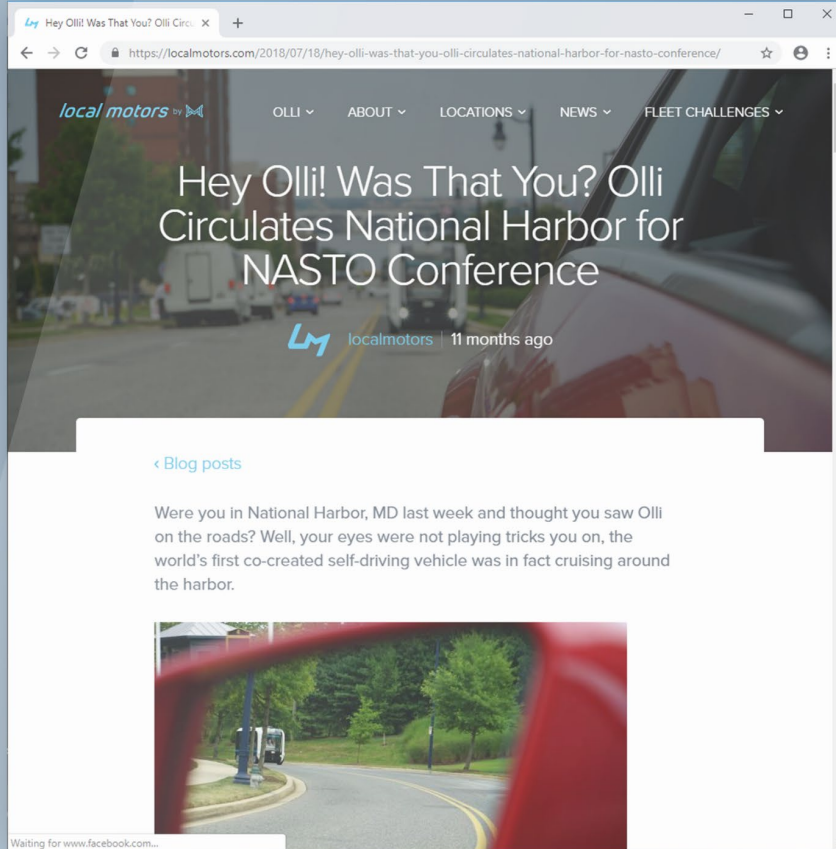 Hey Olli! Was That You? Olli Circu
https://localmotors.com/2018/07/18/hey-olli-was-that-you-olli-circulates-national-harbor-for-nasto-conference/
local motors by
OLLI ABOUT LOCATIONS NEWS FLEET CHALLENGES
Hey Olli! Was That You? Olli
Circulates National Harbor for
NASTO Conference
LM localmotors 11 months ago
‹ Blog posts
Were you in National Harbor, MD last week and thought you saw Olli
on the roads? Well, your eyes were not playing tricks you on, the
world's first co-created self-driving vehicle was in fact cruising around
the harbor.
Waiting for www.facebook.com...